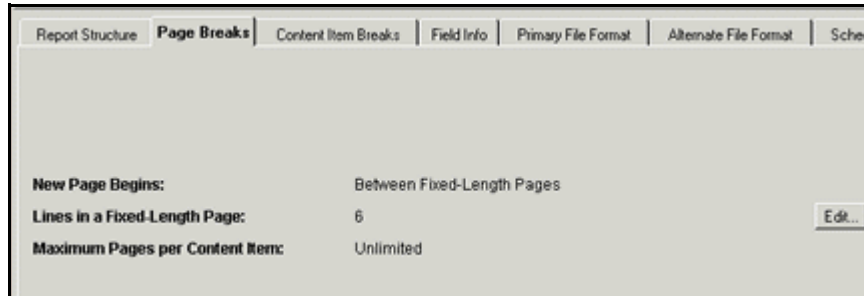 Report Structure Page Breaks Content Item Breaks Field Info Primary File Format Alternate File Format Sche
New Page Begins: Between Fixed-Length Pages
Lines in a Fixed-Length Page: 6 Edit...
Maximum Pages per Content Item: Unlimited